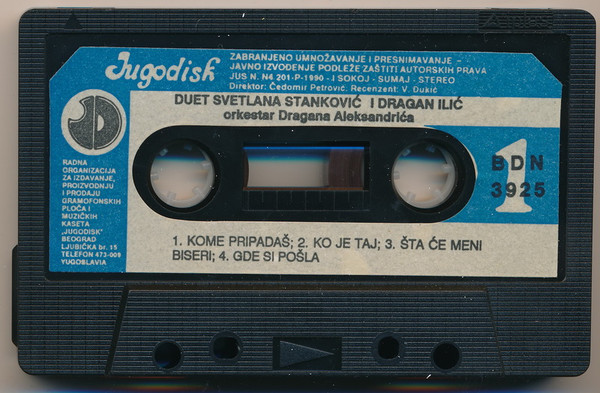 Jugodisk
ZABRANJENO UMNOŽAVANJE I PRESNIMAVANJE –
JAVNO IZVOĐENJE PODLEŽE ZAŠTITI AUTORSKIH PRAVA
JUS N. N4 201-P-1990 - I SOKOJ - SUMAJ - STEREO
Direktor: Čedomir Petrović. Recenzent: V. Đukić
DUET SVETLANA STANKOVIĆ I DRAGAN ILIĆ
orkestar Dragana Aleksandrića
RADNA
ORGANIZACIJA
ZA IZDAVANJE,
PROIZVODNJU
I PRODAJU
GRAMOFONSKIH
PLOČA I
MUZIČKIH
KASETA
„JUGODISK"
BEOGRAD
LJUBIČKA br. 15
TELEFON 473-009
YUGOSLAVIA
1
BDN
3925
1. KOME PRIPADAŠ; 2. KO JE TAJ; 3. ŠTA ĆE MENI
BISERI; 4. GDE SI POŠLA